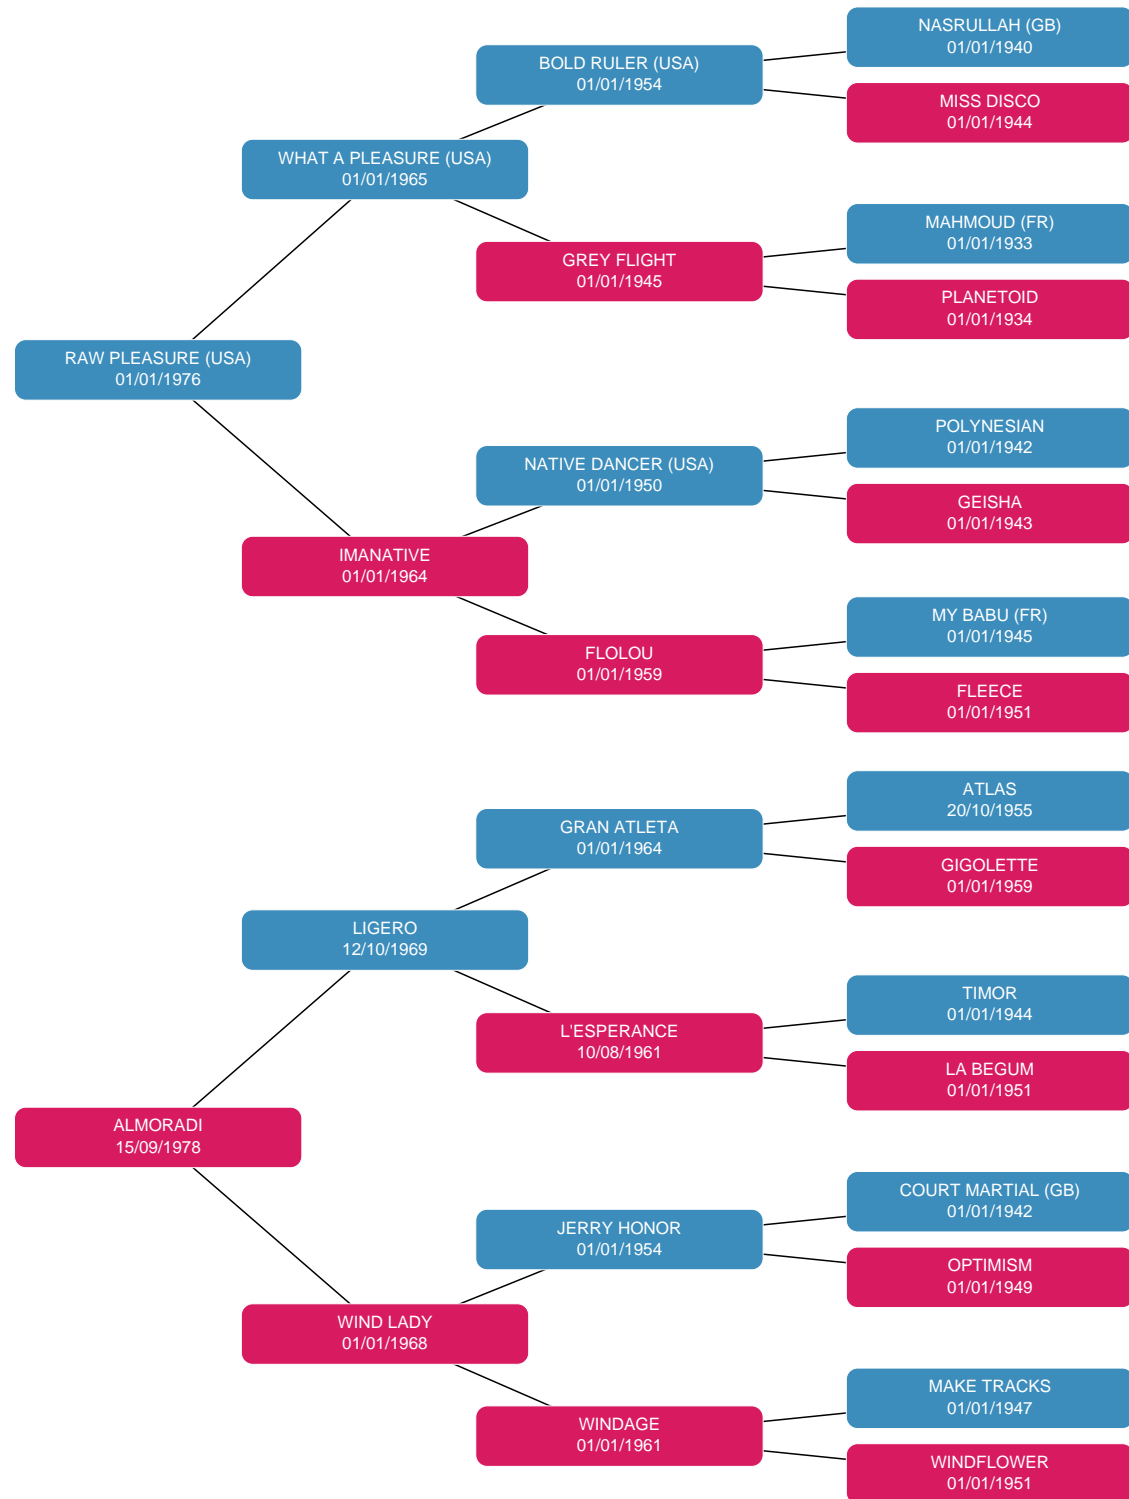 NASRULLAH (GB)
01/01/1940
BOLD RULER (USA)
01/01/1954
MISS DISCO
01/01/1944
WHAT A PLEASURE (USA)
01/01/1965
MAHMOUD (FR)
01/01/1933
GREY FLIGHT
01/01/1945
PLANETOID
01/01/1934
RAW PLEASURE (USA)
01/01/1976
POLYNESIAN
01/01/1942
NATIVE DANCER (USA)
01/01/1950
GEISHA
01/01/1943
IMANATIVE
01/01/1964
MY BABU (FR)
01/01/1945
FLOLOU
01/01/1959
FLEECE
01/01/1951
ATLAS
20/10/1955
GRAN ATLETA
01/01/1964
GIGOLETTE
01/01/1959
LIGERO
12/10/1969
TIMOR
01/01/1944
L'ESPERANCE
10/08/1961
LA BEGUM
01/01/1951
ALMORADI
15/09/1978
COURT MARTIAL (GB)
01/01/1942
JERRY HONOR
01/01/1954
OPTIMISM
01/01/1949
WIND LADY
01/01/1968
MAKE TRACKS
01/01/1947
WINDAGE
01/01/1961
WINDFLOWER
01/01/1951